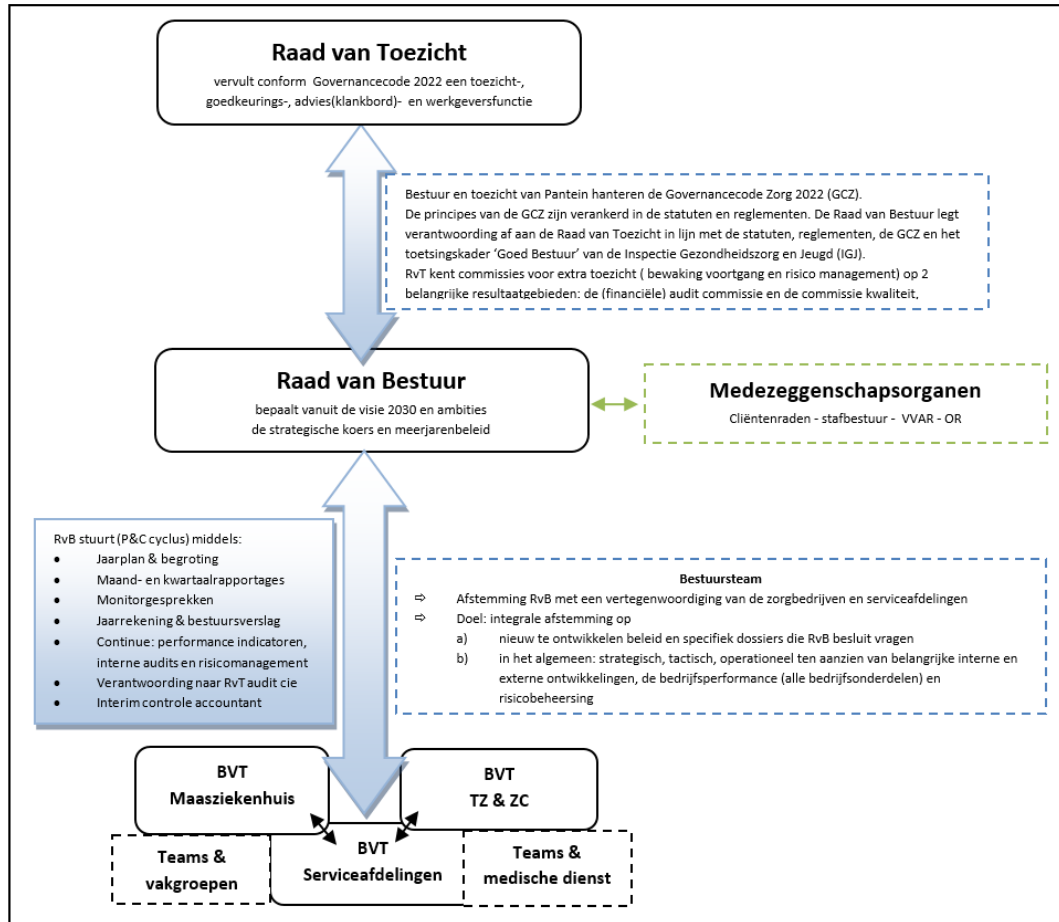 Raad van Toezicht
vervult conform Governancecode 2022 een toezicht-,
goedkeurings-, advies(klankbord)- en werkgeversfunctie
Bestuur en toezicht van Pantein hanteren de Governancecode Zorg 2022 (GCZ).
De principes van de GCZ zijn verankerd in de statuten en reglementen. De Raad van Bestuur legt
verantwoording af aan de Raad van Toezicht in lijn met de statuten, reglementen, de GCZ en het
toetsingskader ‘Goed Bestuur’ van de Inspectie Gezondheidszorg en Jeugd (IGJ).
RvT kent commissies voor extra toezicht ( bewaking voortgang en risico management) op 2
belangrijke resultaatgebieden: de (financiële) audit commissie en de commissie kwaliteit,
Raad van Bestuur
bepaalt vanuit de visie 2030 en ambities
de strategische koers en meerjarenbeleid
Medezeggenschapsorganen
Cliëntenraden - stafbestuur - VVAR - OR
RvB stuurt (P&C cyclus) middels:
• Jaarplan & begroting
• Maand- en kwartaalrapportages
• Monitorgesprekken
• Jaarrekening & bestuursverslag
• Continue: performance indicatoren,
interne audits en risicomanagement
• Verantwoording naar RvT audit cie
• Interim controle accountant
Bestuursteam
⇨ Afstemming RvB met een vertegenwoordiging van de zorgbedrijven en serviceafdelingen
⇨ Doel: integrale afstemming op
a) nieuw te ontwikkelen beleid en specifiek dossiers die RvB besluit vragen
b) in het algemeen: strategisch, tactisch, operationeel ten aanzien van belangrijke interne en
externe ontwikkelingen, de bedrijfsperformance (alle bedrijfsonderdelen) en
risicobeheersing
BVT
Maasziekenhuis
BVT
TZ & ZC
Teams &
vakgroepen
BVT
Serviceafdelingen
Teams &
medische dienst